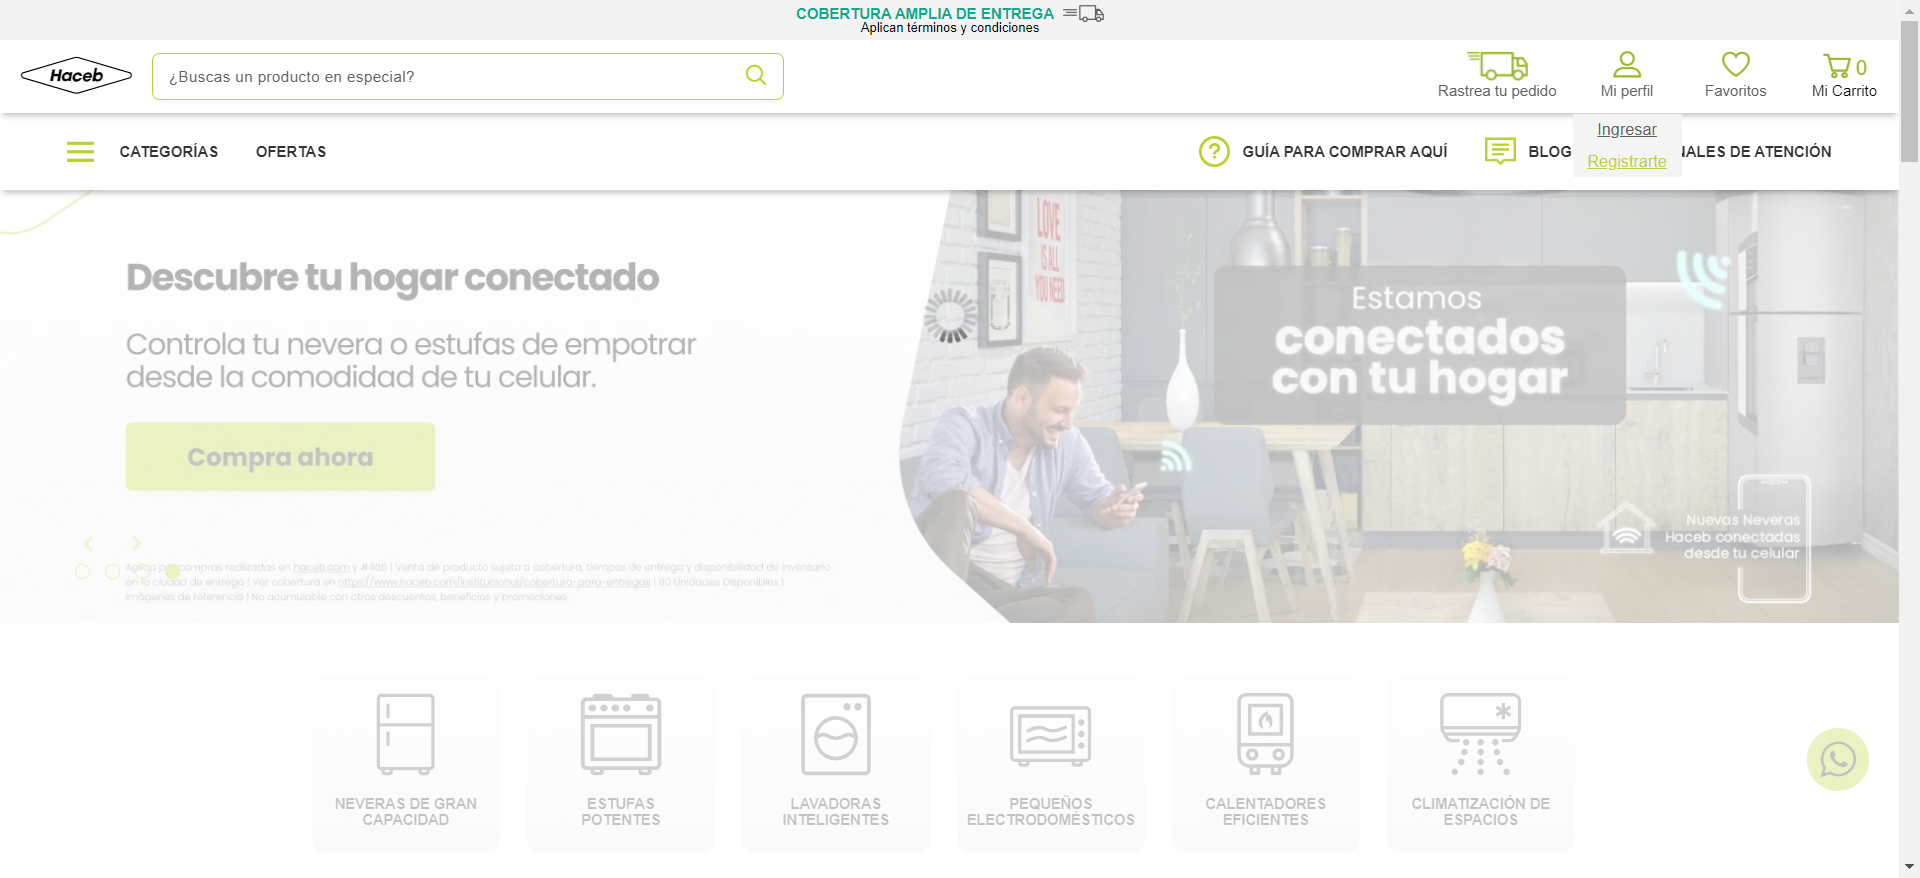 COBERTURA AMPLIA DE ENTREGA
Aplican términos y condiciones
Haceb
¿Buscas un producto en especial?
Rastrea tu pedido
Mi perfil
Favoritos
0
Mi Carrito
Ingresar
Registrarte
CATEGORÍAS
OFERTAS
GUÍA PARA COMPRAR AQUÍ
BLOG
NALES DE ATENCIÓN
LOVE
IS ALL
YOU NEED
Descubre tu hogar conectado
Controla tu nevera o estufas de empotrar
desde la comodidad de tu celular.
Compra ahora
Estamos
conectados
con tu hogar
Nuevas Neveras
Haceb conectadas
desde tu celular
compras realizadas en haceb.com y #466 | Venta de producto sujeta a cobertura, tiempos de entrega y disponibilidad de inventario
en la ciudad de entrega | Ver cobertura en https://www.haceb.com/institucional/cobertura-para-entregas | 80 Unidades Disponibles |
Imágenes de referencia | No acumulable con otros descuentos, beneficios y promociones
NEVERAS DE GRAN
CAPACIDAD
ESTUFAS
POTENTES
LAVADORAS
INTELIGENTES
PEQUEÑOS
ELECTRODOMÉSTICOS
CALENTADORES
EFICIENTES
CLIMATIZACIÓN DE
ESPACIOS